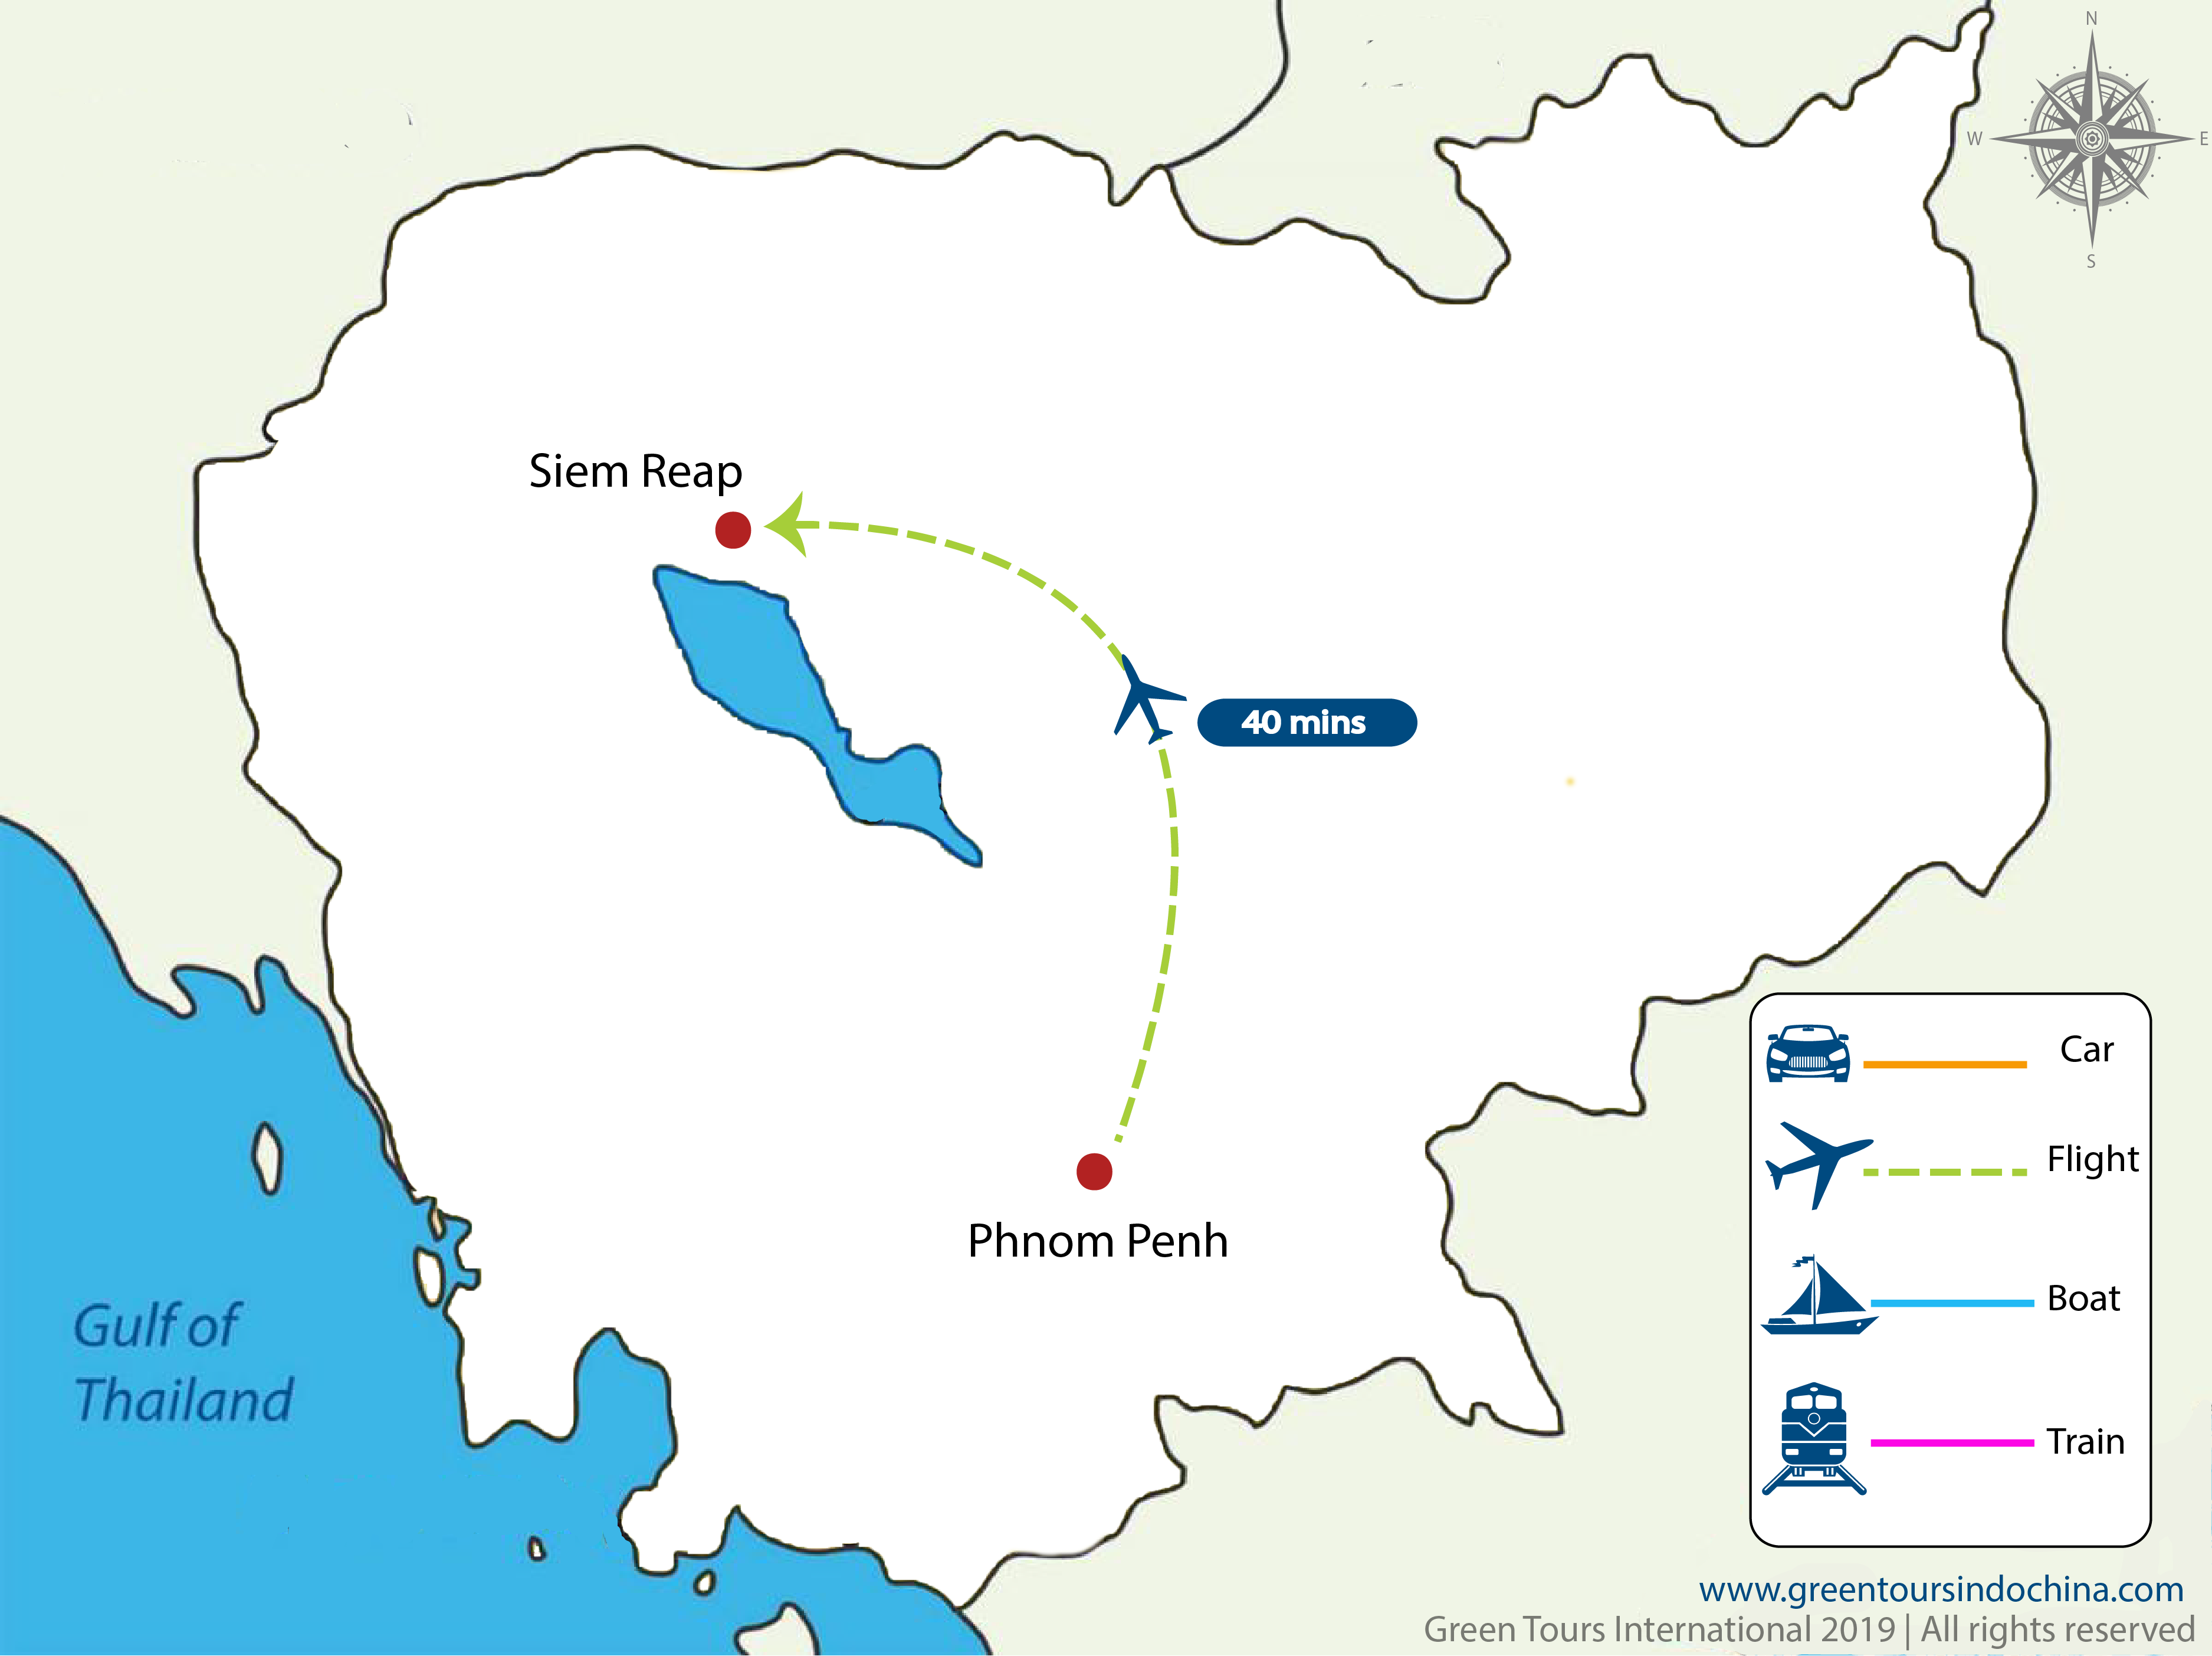 N
W
E
S
Siem Reap
40 mins
Phnom Penh
Gulf of
Thailand
Car
Flight
Boat
Train
www.greentoursindochina.com
Green Tours International 2019 | All rights reserved